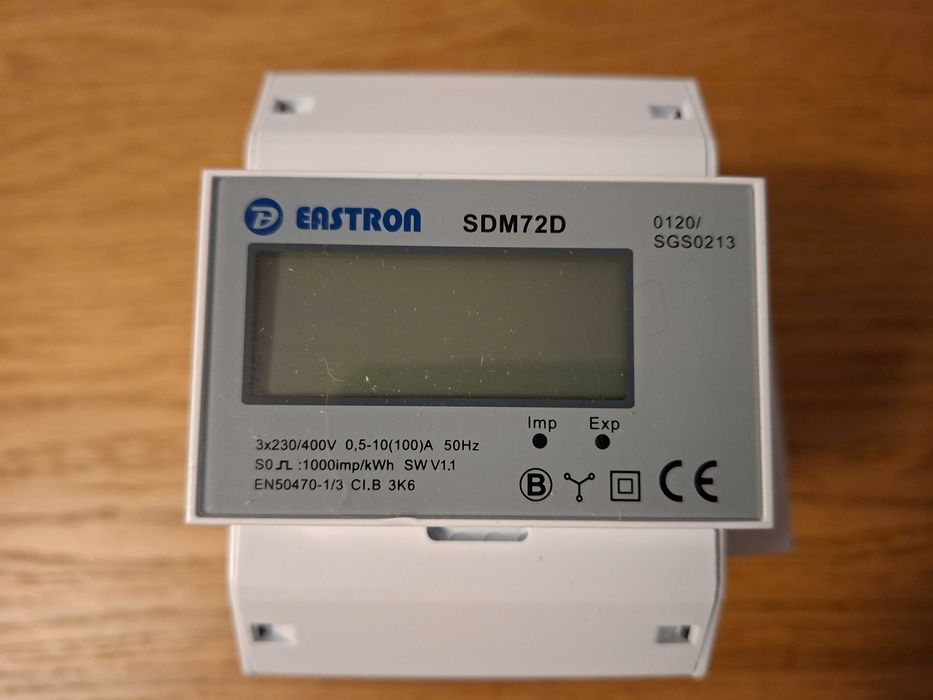 EASTRON SDM72D
0120/
SGS0213
Imp Exp
3x230/400V 0,5-10(100)A 50Hz
S0 :1000imp/kWh SW V1.1
EN50470-1/3 Cl.B 3K6
B CE